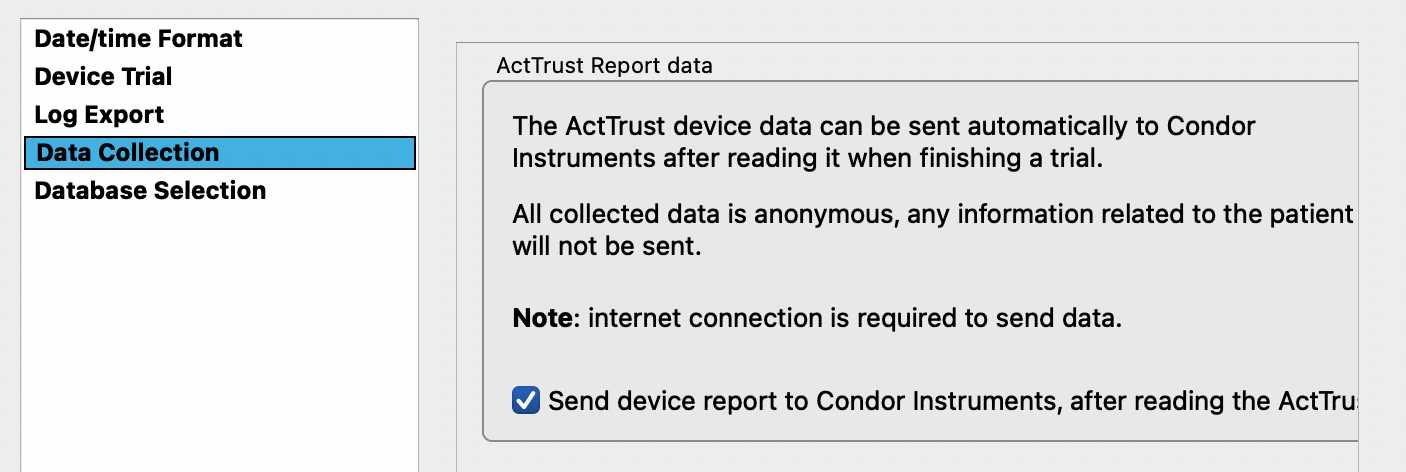 Date/time Format
Device Trial
Log Export
Data Collection
Database Selection
ActTrust Report data
The ActTrust device data can be sent automatically to Condor
Instruments after reading it when finishing a trial.
All collected data is anonymous, any information related to the patient
will not be sent.
Note: internet connection is required to send data.
Send device report to Condor Instruments, after reading the ActTru